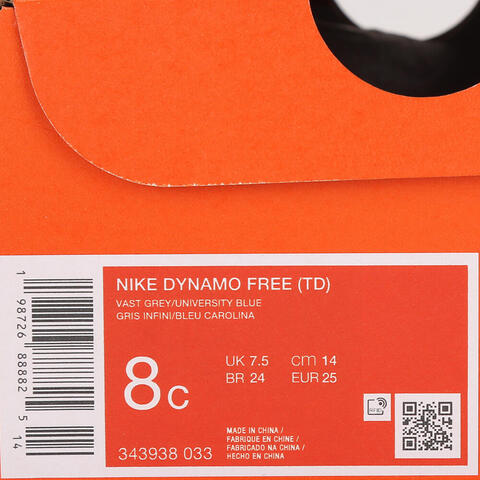 NIKE DYNAMO FREE (TD)
VAST GREY/UNIVERSITY BLUE
GRIS INFINI/BLEU CAROLINA
8C
UK 7.5 cm 14
BR 24 EUR 25
343938 033
MADE IN CHINA /
FABRIQUE EN CHINE /
FABRICADO NA CHINA /
HECHO EN CHINA
RFID
1 98726 88882 5 14